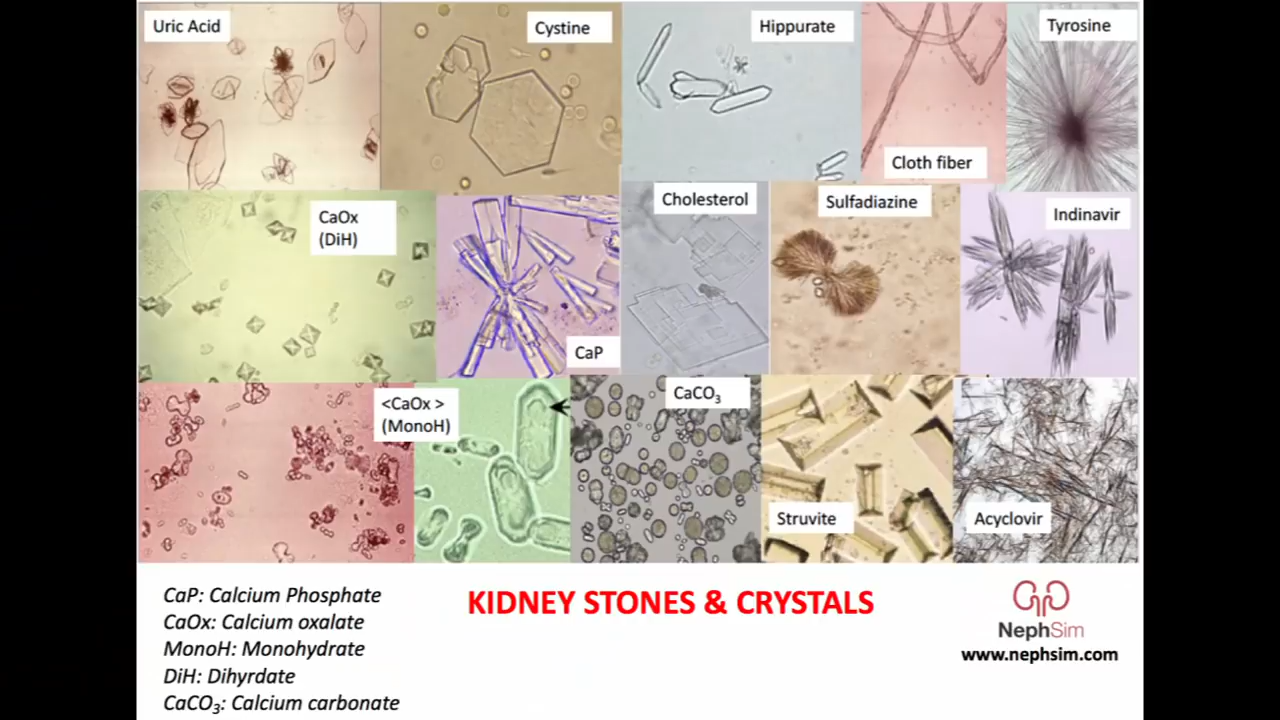 Uric Acid
Cystine
Hippurate
Tyrosine
Cloth fiber
CaOx
(DiH)
CaP
Cholesterol
Sulfadiazine
Indinavir
<CaOx >
(MonoH)
CaCO₃
Struvite
Acyclovir
CaP: Calcium Phosphate
CaOx: Calcium oxalate
MonoH: Monohydrate
DiH: Dihyrdate
CaCO₃: Calcium carbonate
KIDNEY STONES & CRYSTALS
NephSim
www.nephsim.com